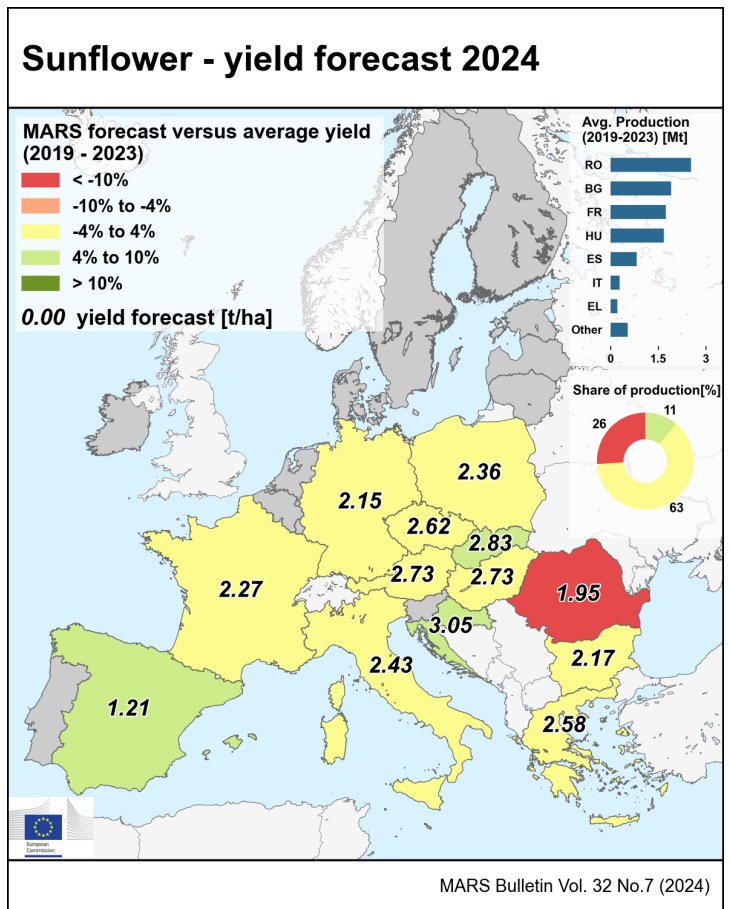 Sunflower - yield forecast 2024
MARS forecast versus average yield
(2019 - 2023)
< -10%
-10% to -4%
-4% to 4%
4% to 10%
> 10%
0.00 yield forecast [t/ha]
Avg. Production
(2019-2023) [Mt]
RO
BG
FR
HU
ES
IT
EL
Other
0 1.5 3
Share of production[%]
26 11
63
2.36
2.15
2.62
2.83
2.73 2.73
2.27
1.95
3.05
2.17
2.43
1.21
2.58
European
Commission
MARS Bulletin Vol. 32 No.7 (2024)